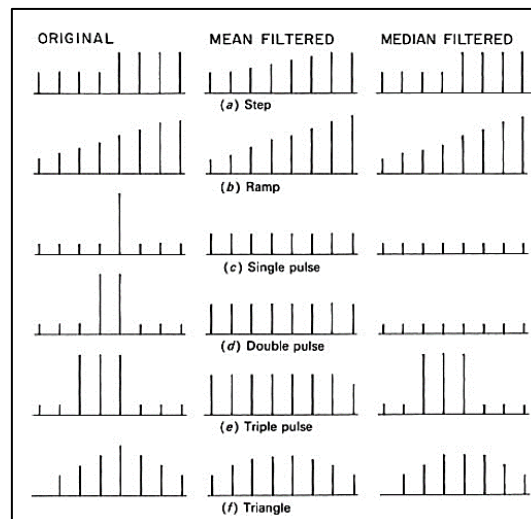 ORIGINAL MEAN FILTERED MEDIAN FILTERED
(a) Step
(b) Ramp
(c) Single pulse
(d) Double pulse
(e) Triple pulse
(f) Triangle